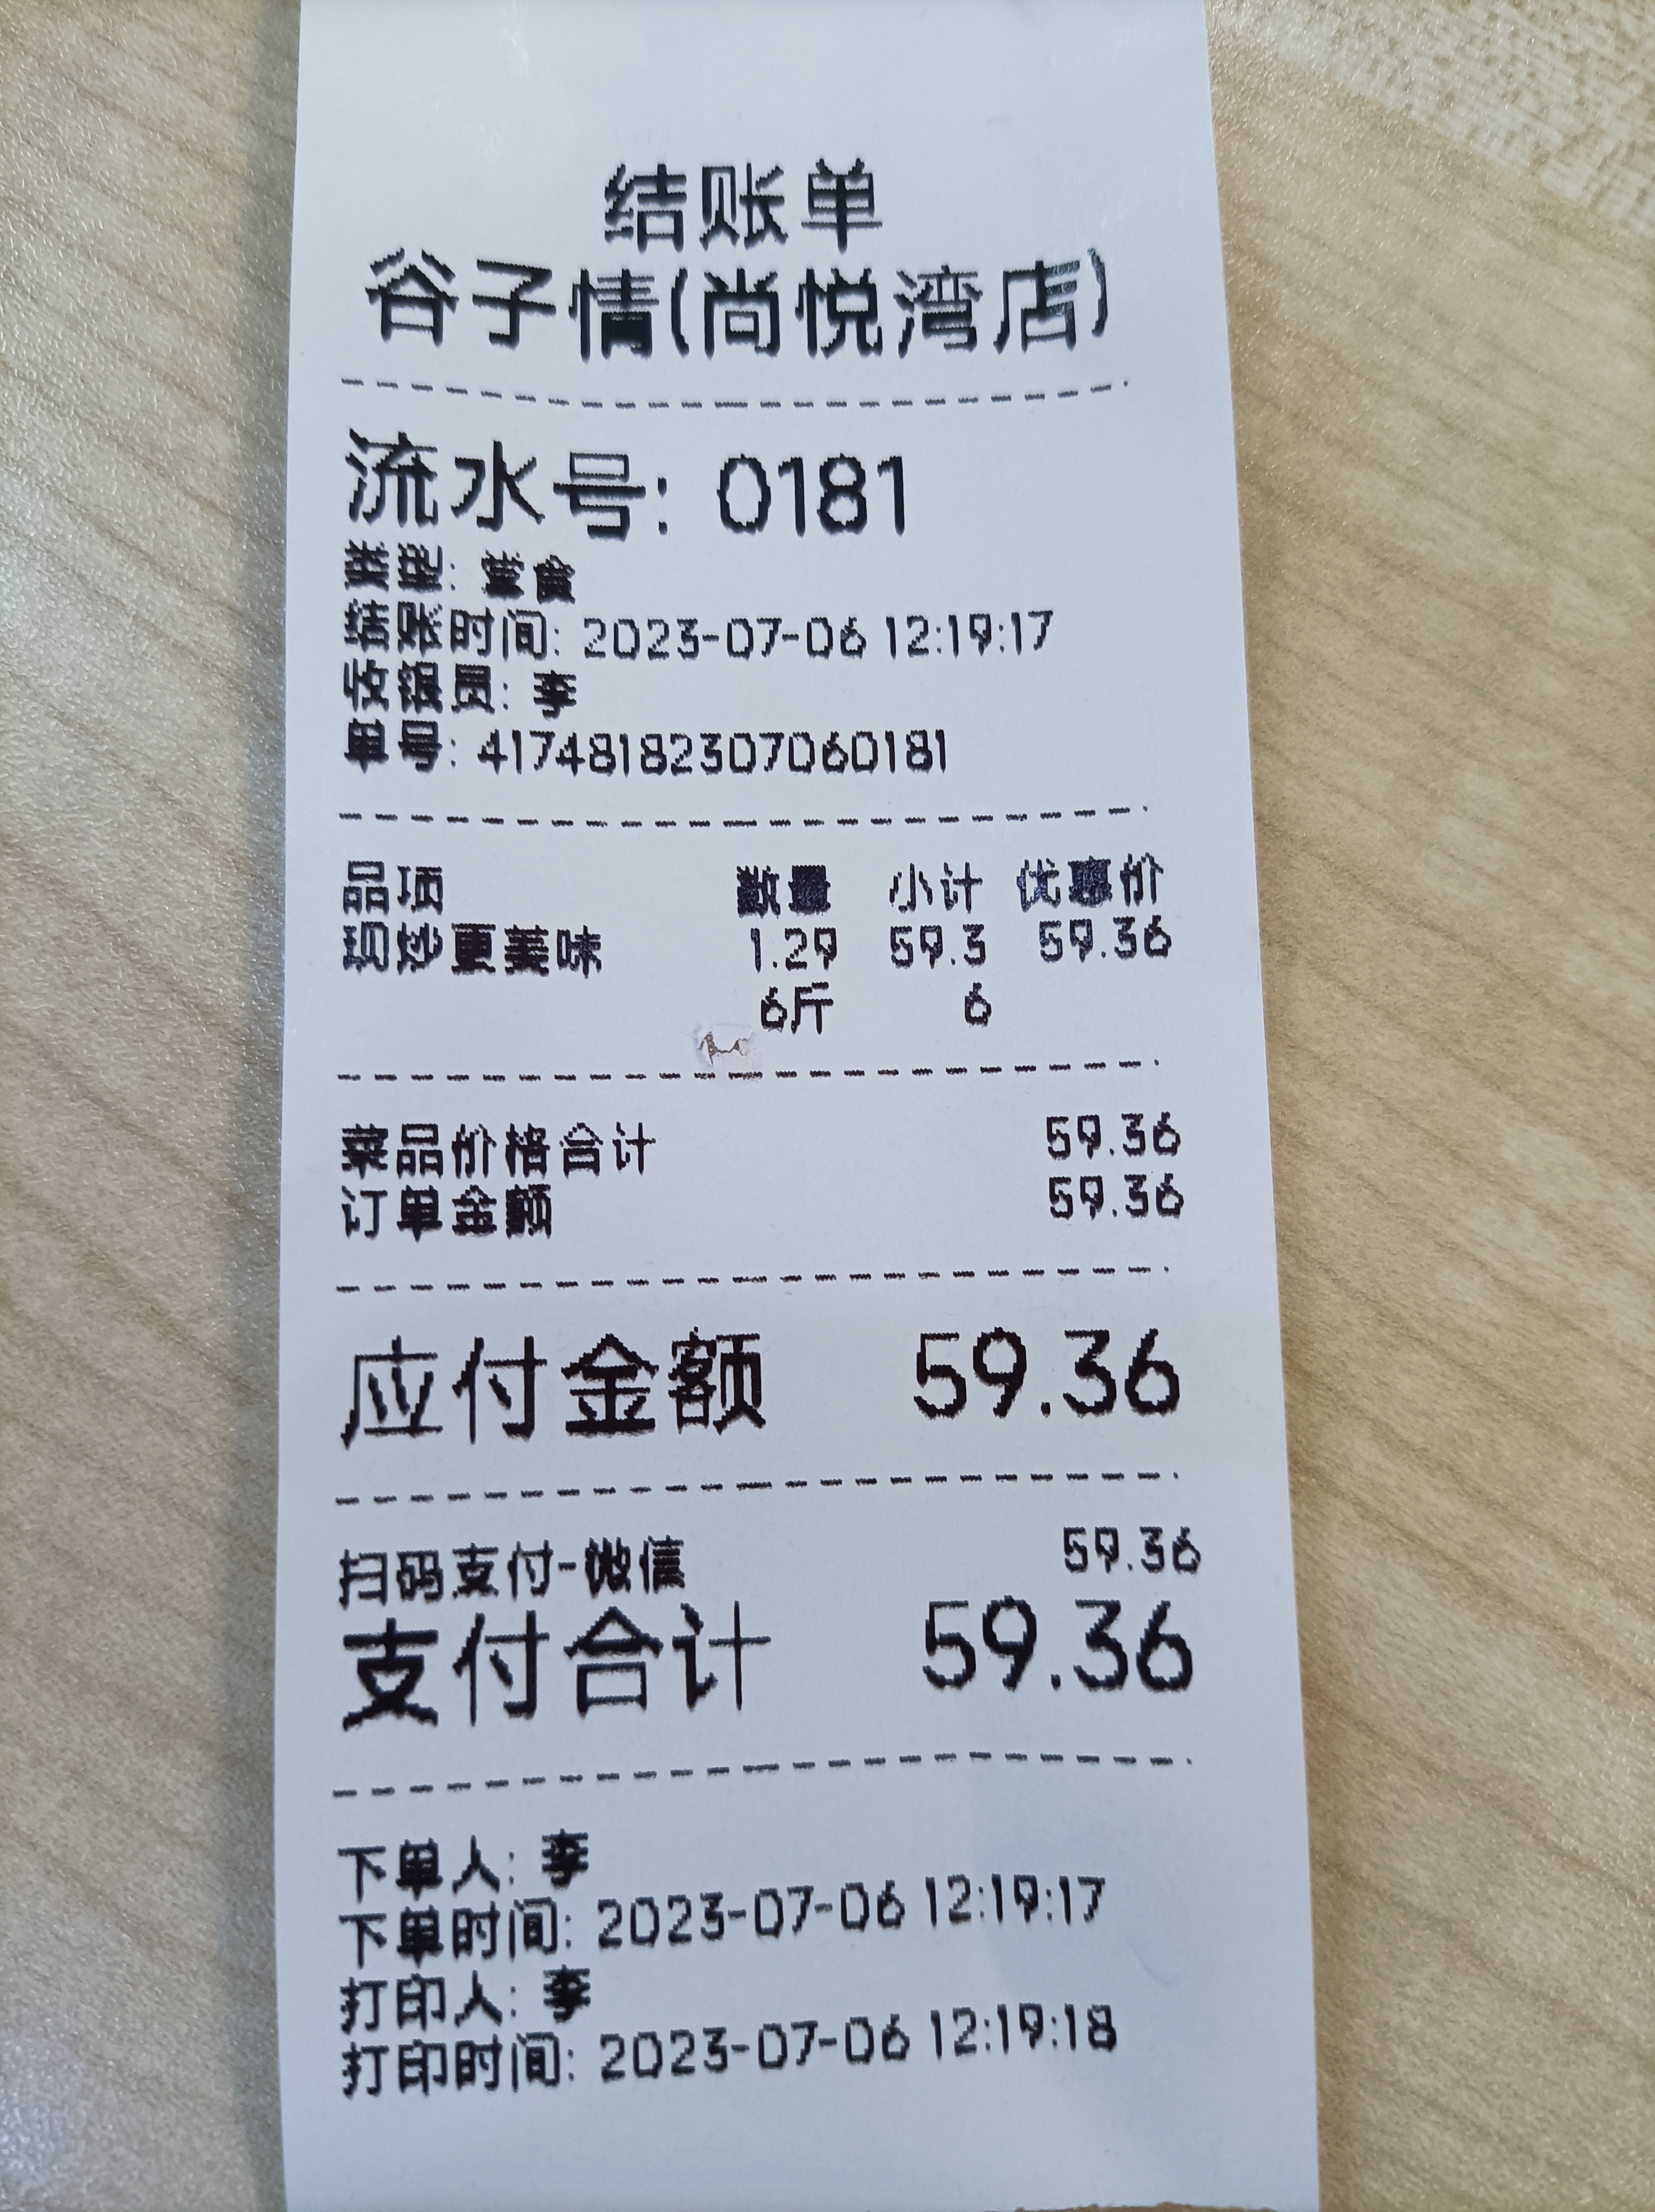 结账单
谷子情(尚悦湾店)
流水号: 0181
类型: 堂食
结账时间: 2023-07-06 12:19:17
收银员: 李
单号: 41748182307060181
品项 数量 小计 优惠价
现炒更美味 1.29 59.3 59.36
6斤 6
菜品价格合计 59.36
订单金额 59.36
应付金额 59.36
扫码支付-微信 59.36
支付合计 59.36
下单人: 李
下单时间: 2023-07-06 12:19:17
打印人: 李
打印时间: 2023-07-06 12:19:18